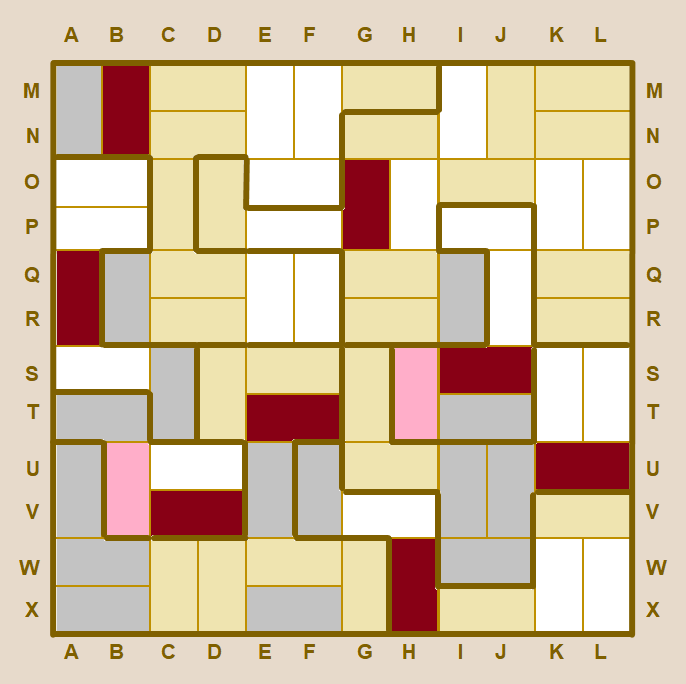 A B C D E F G H I J K L
M M
N N
O O
P P
Q Q
R R
S S
T T
U U
V V
W W
X X
A B C D E F G H I J K L